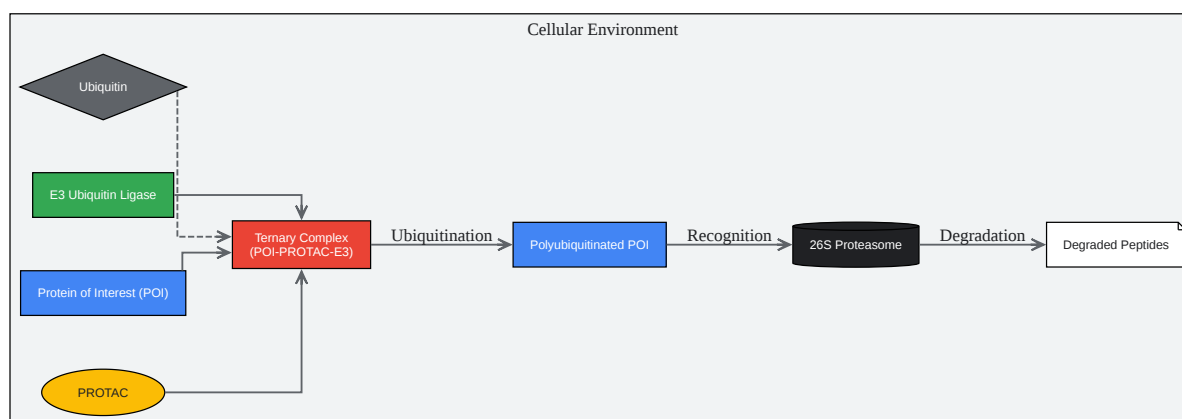 Cellular Environment
Ubiquitin
E3 Ubiquitin Ligase
Ternary Complex
(POI-PROTAC-E3)
Ubiquitination
Polyubiquitinated POI
Recognition
26S Proteasome
Degradation
Degraded Peptides
Protein of Interest (POI)
PROTAC